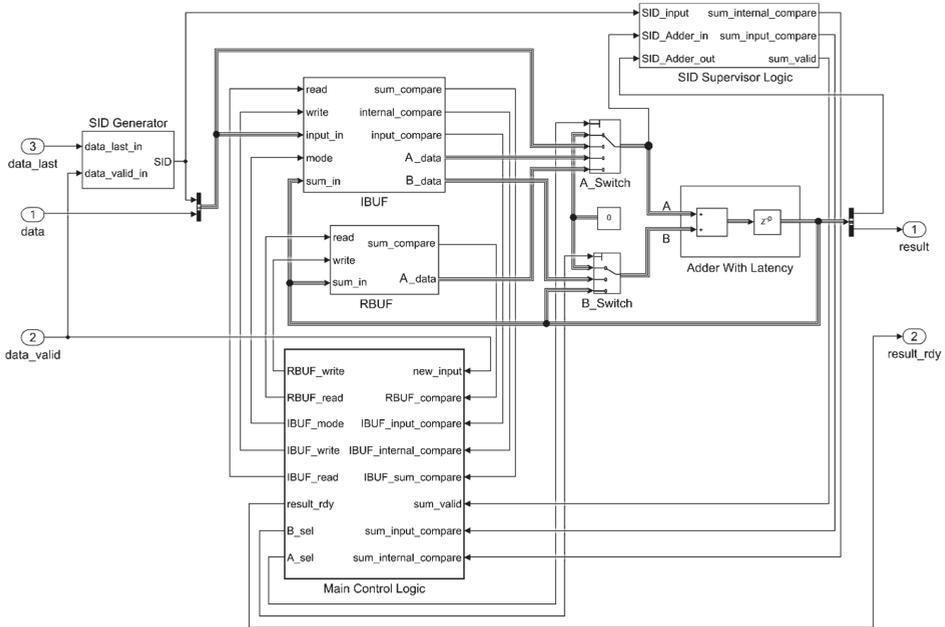 SID_input
sum_internal_compare
SID_Adder_in
sum_input_compare
SID_Adder_out
sum_valid
SID Supervisor Logic
SID Generator
3
data_last
data_last_in
data_valid_in
SID
1
data
read
write
input_in
mode
sum_in
sum_compare
internal_compare
input_compare
A_data
B_data
IBUF
A_Switch
0
B_Switch
A
B
+
+
z-p
Adder With Latency
1
result
read
write
sum_in
sum_compare
A_data
RBUF
2
data_valid
2
result_rdy
RBUF_write
new_input
RBUF_read
RBUF_compare
IBUF_mode
IBUF_input_compare
IBUF_write
IBUF_internal_compare
IBUF_read
IBUF_sum_compare
result_rdy
sum_valid
B_sel
sum_input_compare
A_sel
sum_internal_compare
Main Control Logic